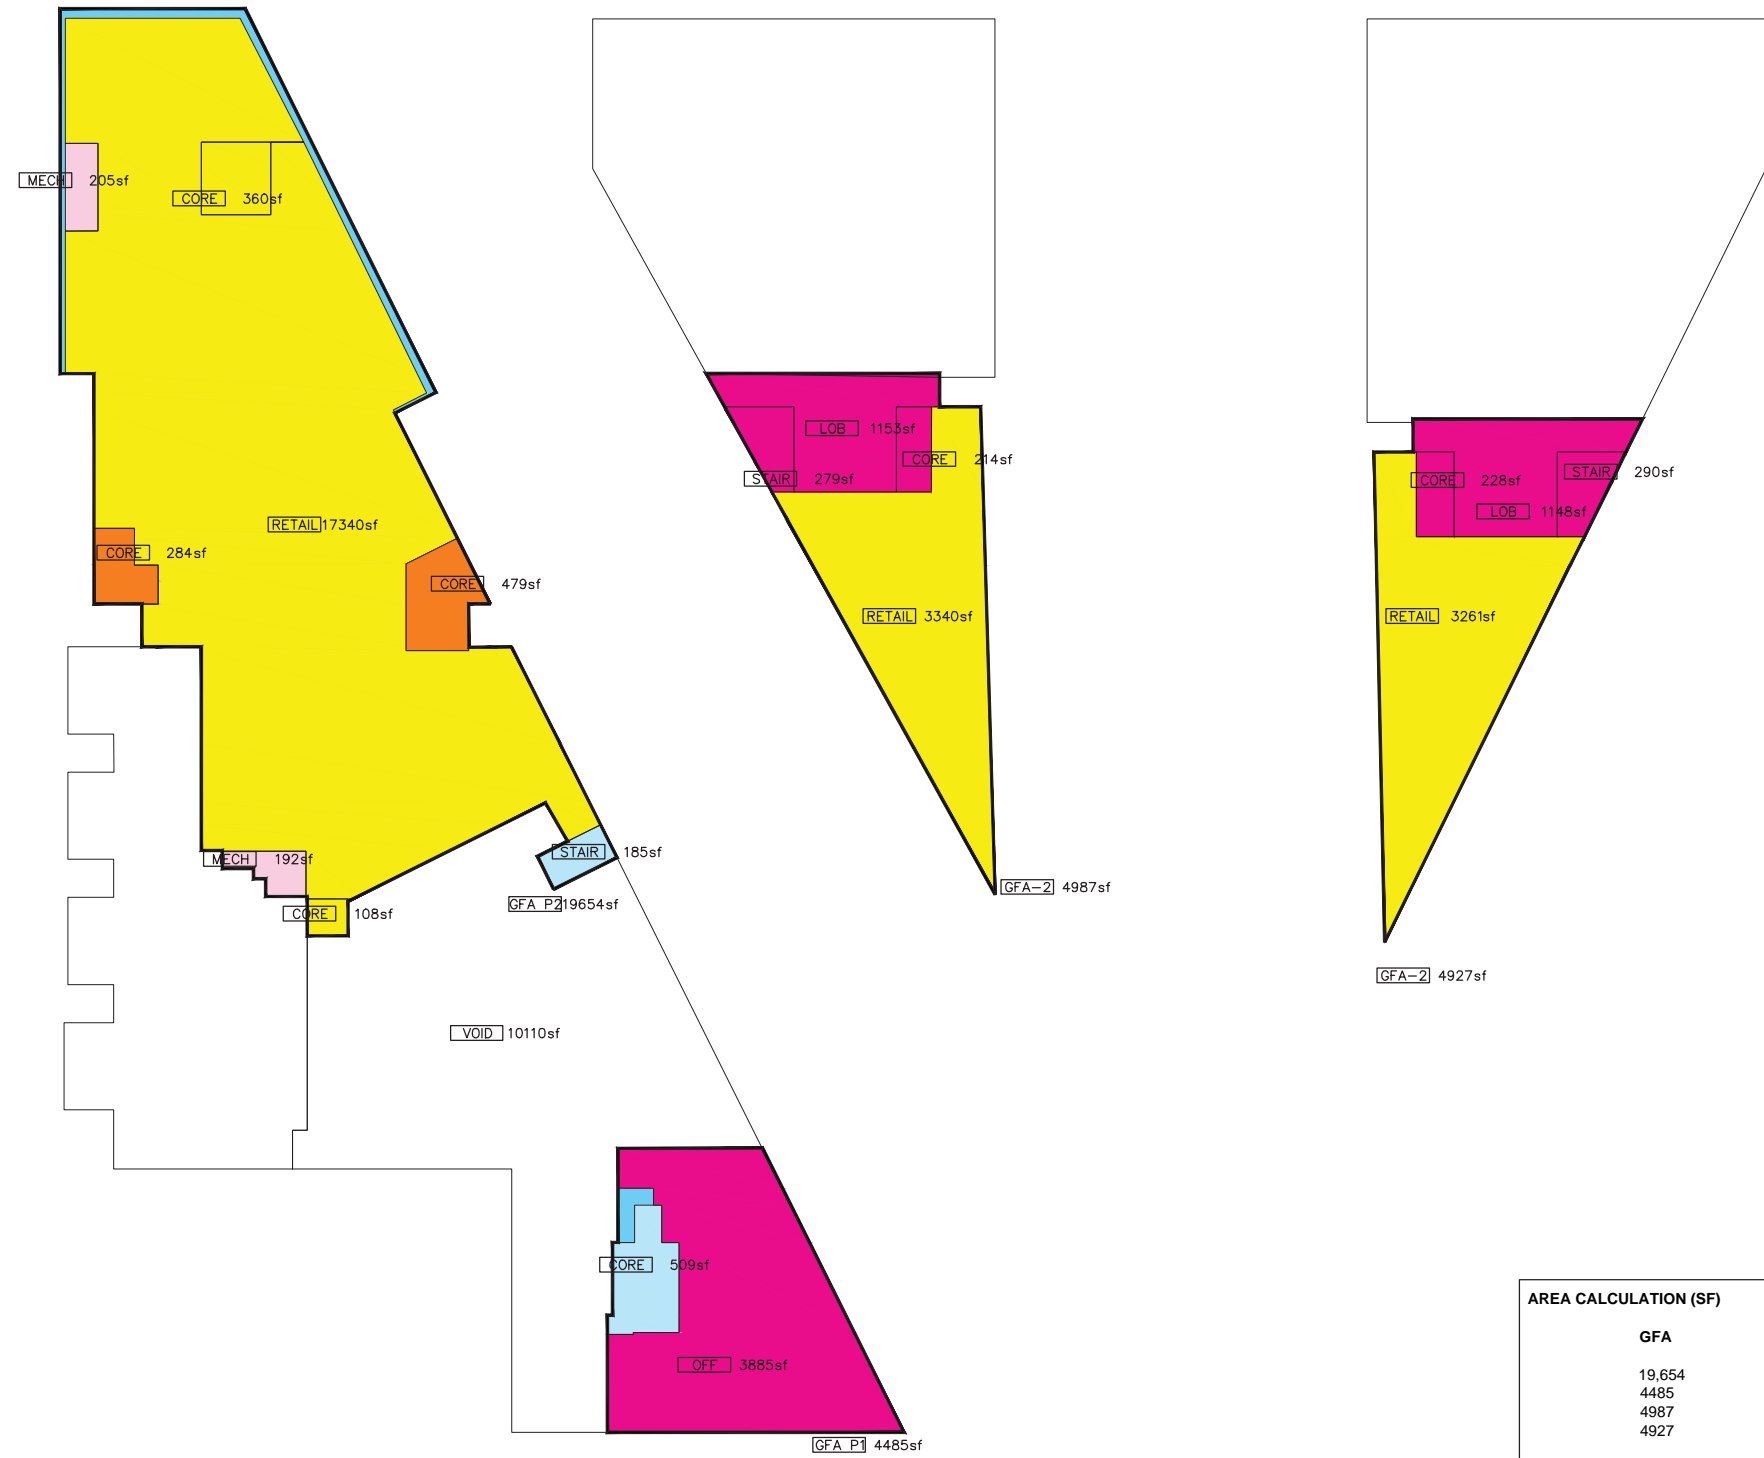 MECH 205sf
CORE 360sf
LOB 1153sf
CORE 214sf
STAIR 279sf
STAIR 290sf
CORE 228sf
LOB 1148sf
RETAIL 17340sf
CORE 284sf
CORE 479sf
RETAIL 3340sf
RETAIL 3261sf
STAIR 185sf
MECH 192sf
GFA-2 4987sf
GFA P2 19654sf
CORE 108sf
GFA-2 4927sf
VOID 10110sf
CORE 509sf
OFF 3885sf
GFA P1 4485sf
AREA CALCULATION (SF)
GFA
19,654
4485
4987
4927